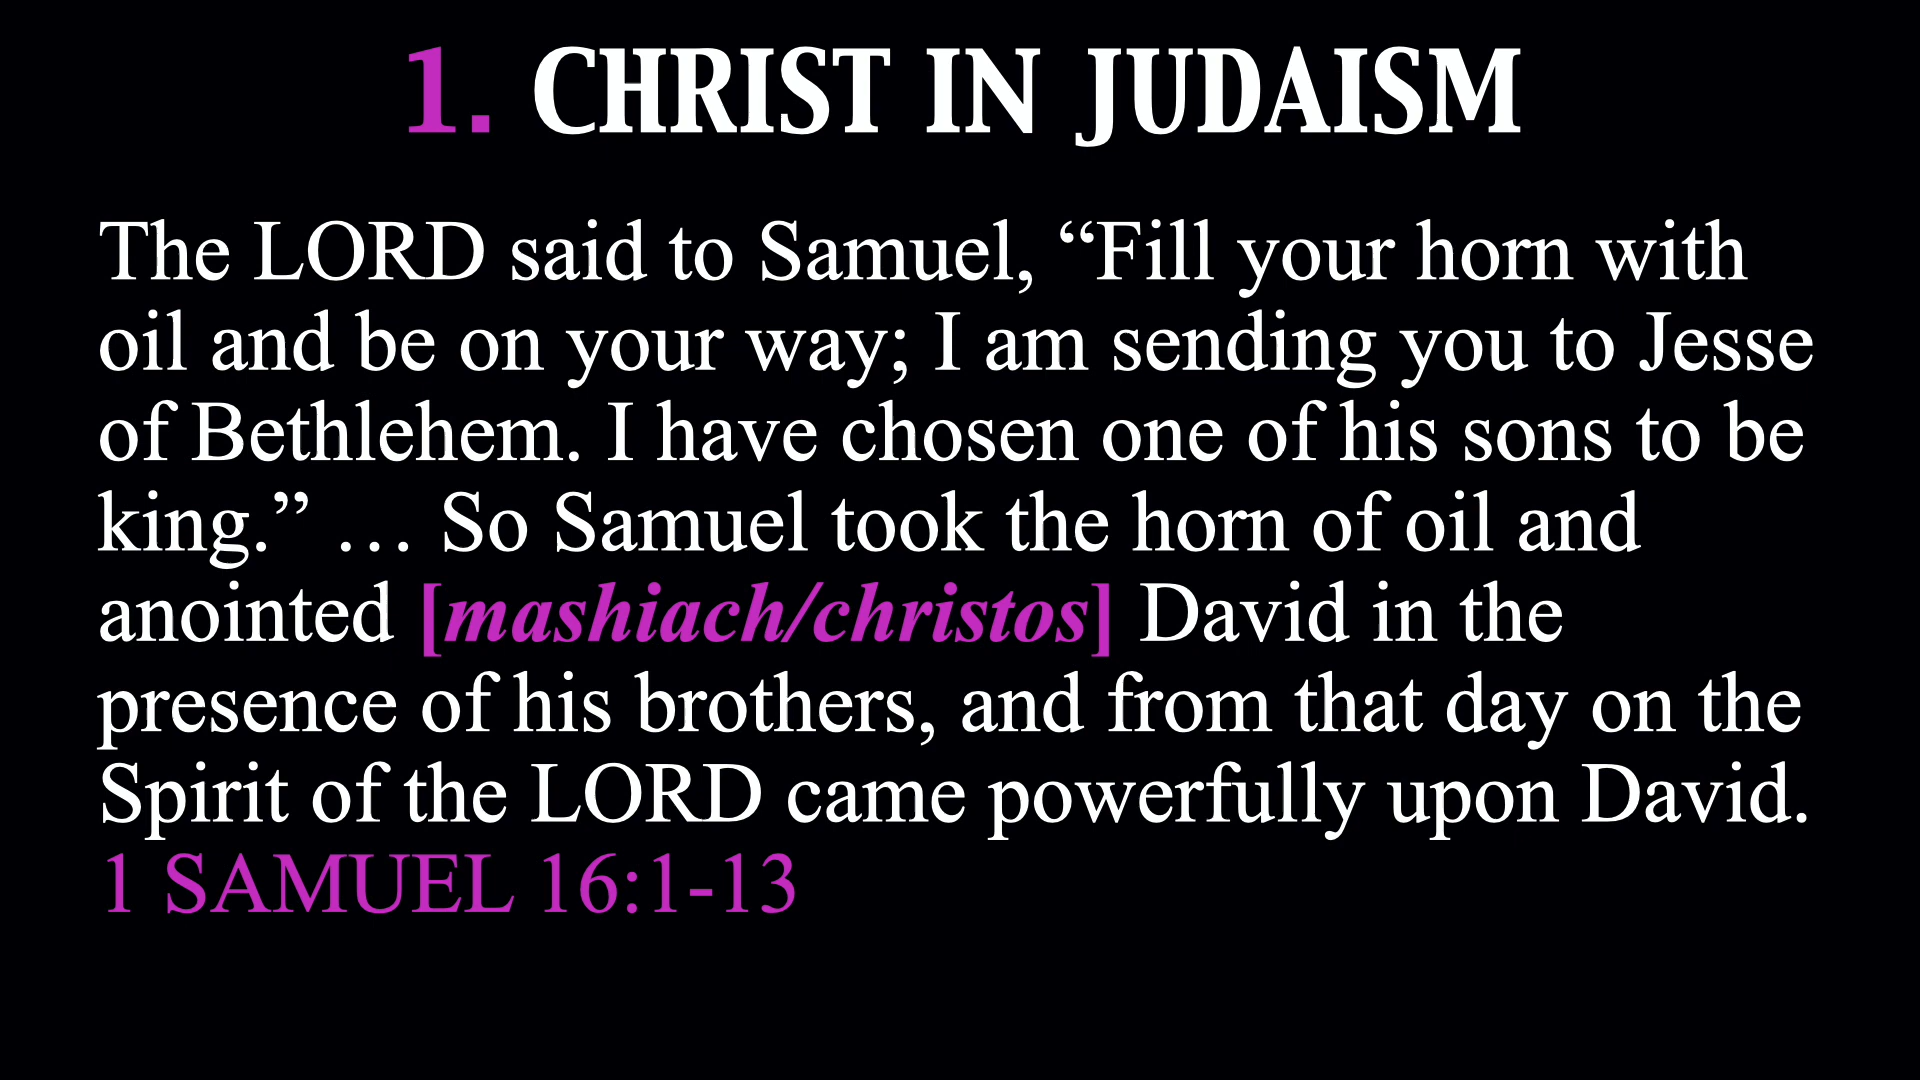 1. CHRIST IN JUDAISM
The LORD said to Samuel, “Fill your horn with
oil and be on your way; I am sending you to Jesse
of Bethlehem. I have chosen one of his sons to be
king.” … So Samuel took the horn of oil and
anointed [mashiach/christos] David in the
presence of his brothers, and from that day on the
Spirit of the LORD came powerfully upon David.
1 SAMUEL 16:1-13